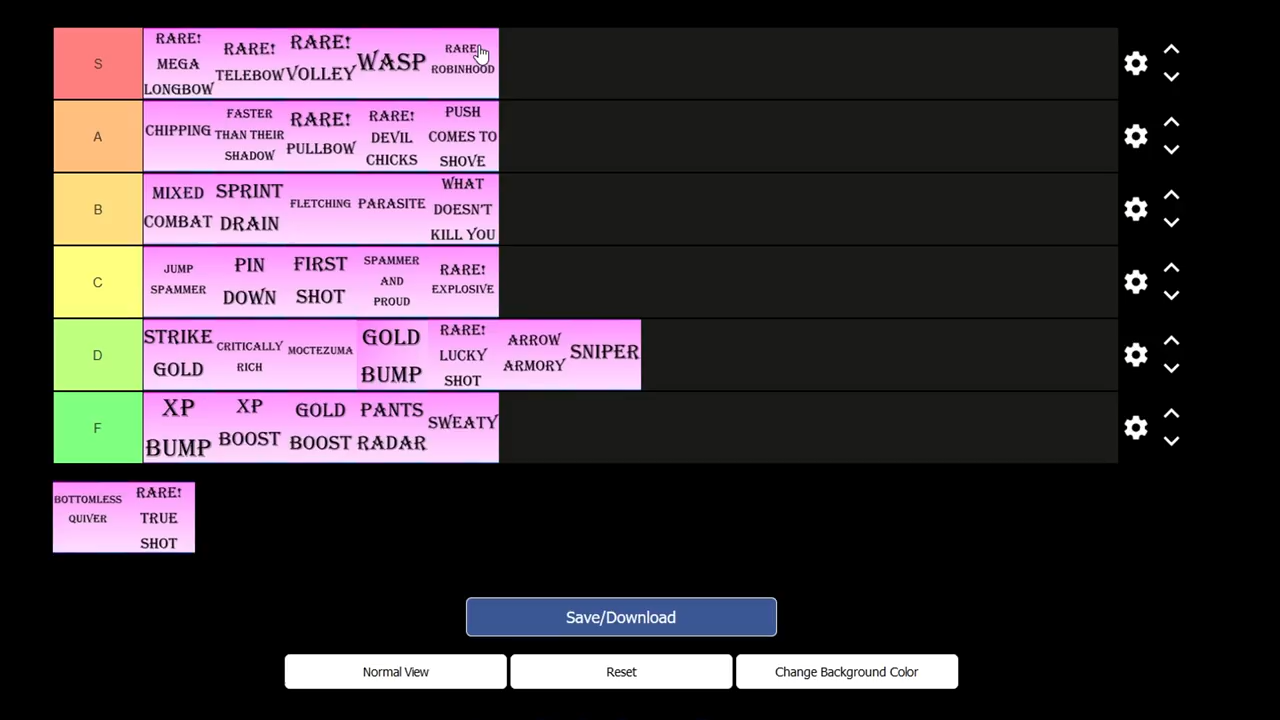 S
RARE!
MEGA
LONGBOW
RARE!
TELEBOW
RARE!
VOLLEY
WASP
RARE!
ROBINHOOD
A
CHIPPING
FASTER
THAN THEIR
SHADOW
RARE!
PULLBOW
RARE!
DEVIL
CHICKS
PUSH
COMES TO
SHOVE
B
MIXED
COMBAT
SPRINT
DRAIN
FLETCHING
PARASITE
WHAT
DOESN'T
KILL YOU
C
JUMP
SPAMMER
PIN
DOWN
FIRST
SHOT
SPAMMER
AND
PROUD
RARE!
EXPLOSIVE
D
STRIKE
GOLD
CRITICALLY
RICH
MOCTEZUMA
GOLD
BUMP
RARE!
LUCKY
SHOT
ARROW
ARMORY
SNIPER
F
XP
BUMP
XP
BOOST
GOLD
BOOST
PANTS
RADAR
SWEATY
BOTTOMLESS
QUIVER
RARE!
TRUE
SHOT
Save/Download
Normal View
Reset
Change Background Color